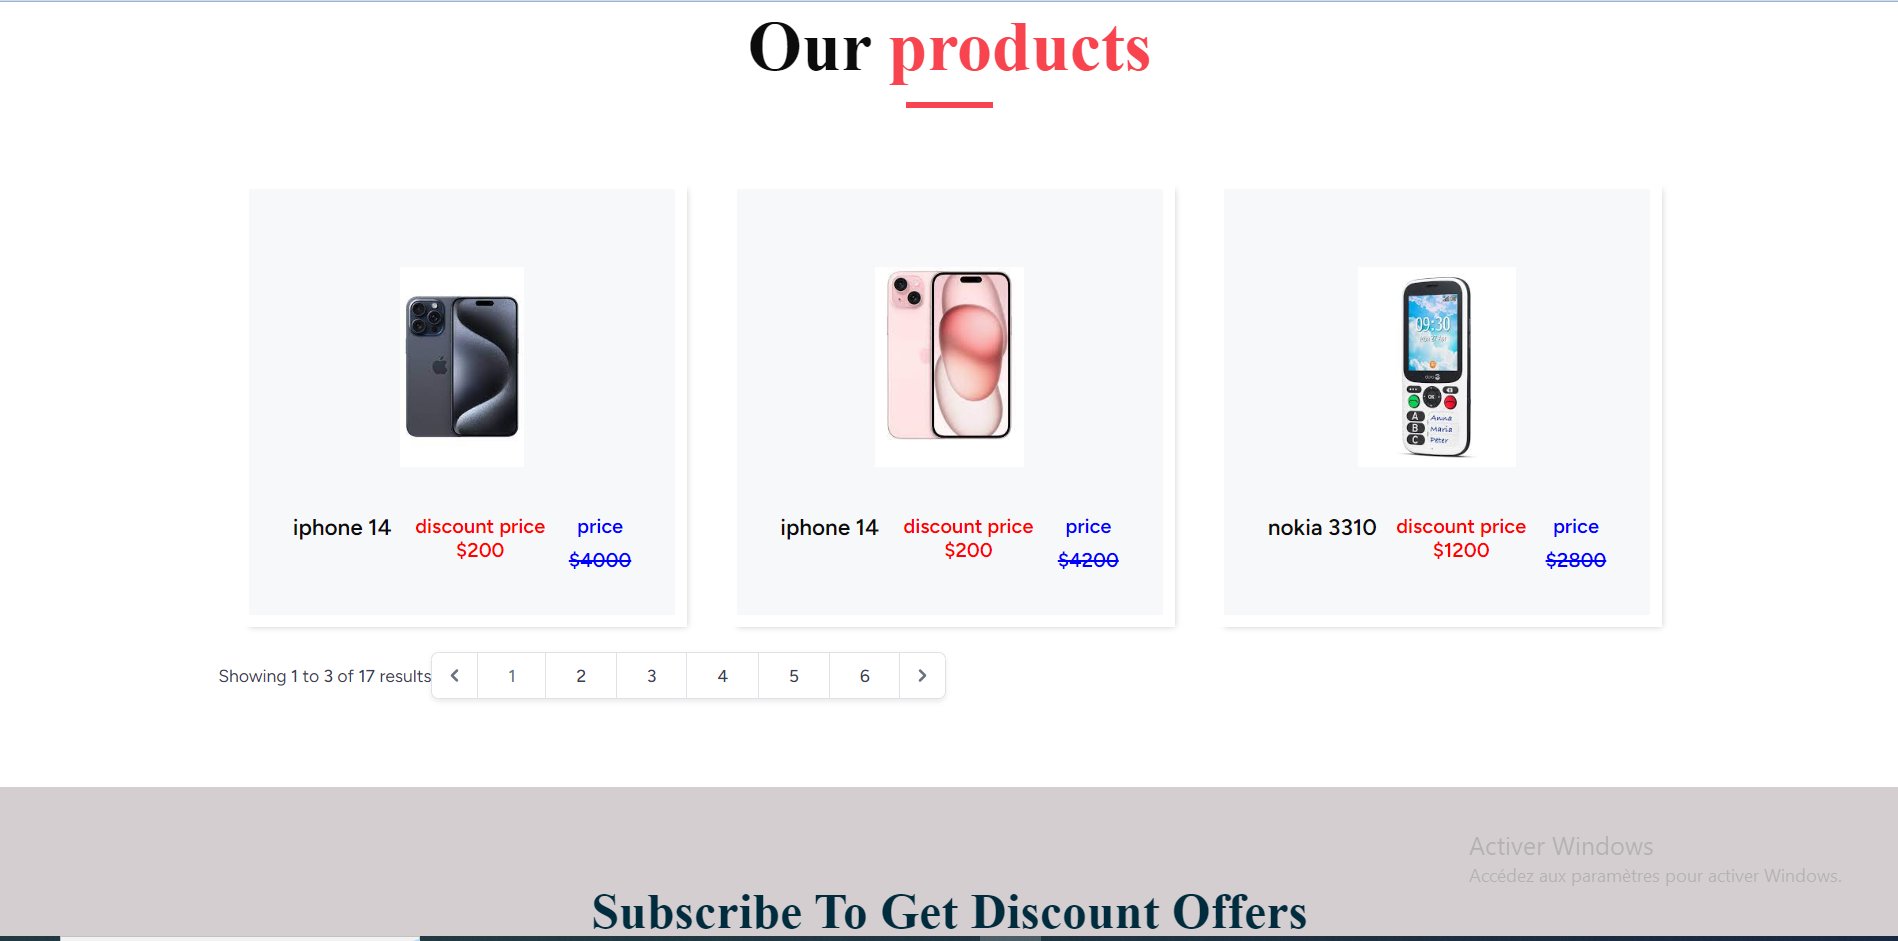 Our products
09:30
OK
A Anna
B Maria
C Peter
iphone 14
discount price
$200
price
$4000
iphone 14
discount price
$200
price
$4200
nokia 3310
discount price
$1200
price
$2800
Showing 1 to 3 of 17 results
1 2 3 4 5 6
Activer Windows
Accédez aux paramètres pour activer Windows.
Subscribe To Get Discount Offers